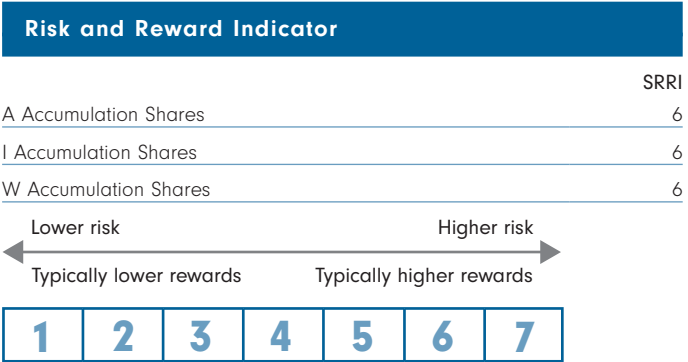 Risk and Reward Indicator
SRRI
A Accumulation Shares 6
I Accumulation Shares 6
W Accumulation Shares 6
Lower risk Higher risk
Typically lower rewards Typically higher rewards
1 2 3 4 5 6 7